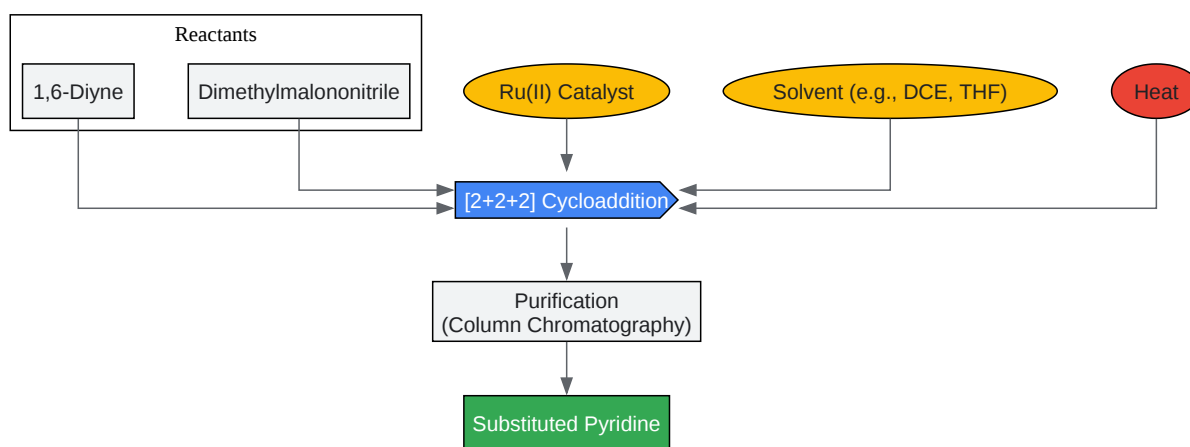 Reactants
1,6-Diyne
Dimethylmalononitrile
Ru(II) Catalyst
Solvent (e.g., DCE, THF)
Heat
[2+2+2] Cycloaddition
Purification
(Column Chromatography)
Substituted Pyridine